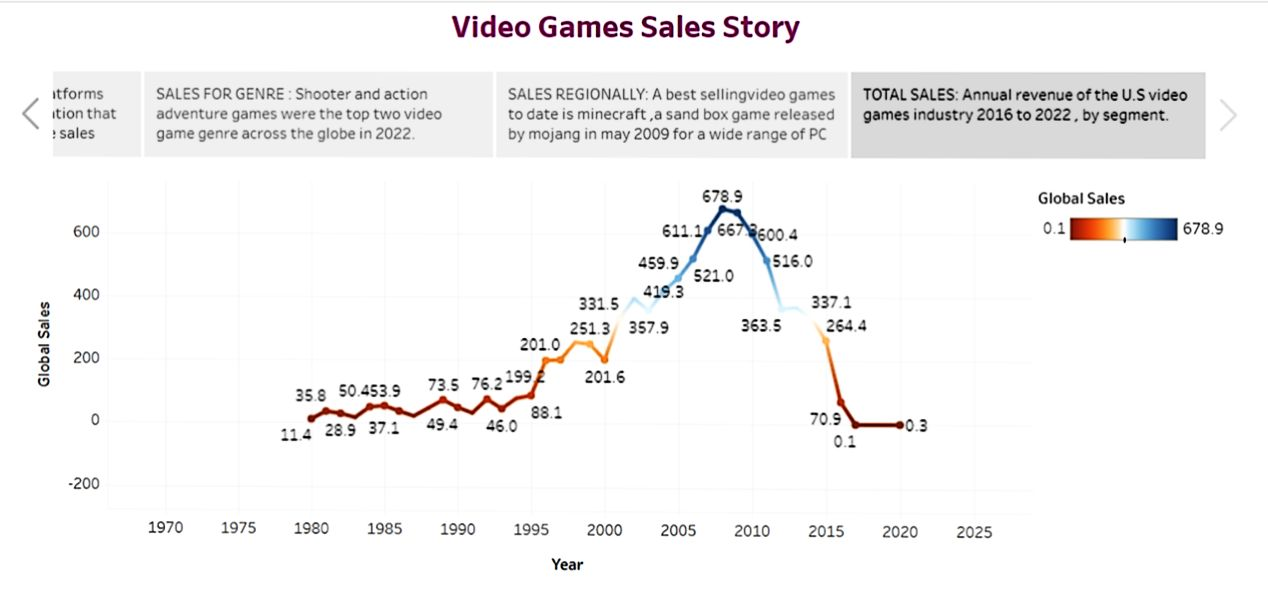 Video Games Sales Story
tforms
tion that
sales
SALES FOR GENRE : Shooter and action
adventure games were the top two video
game genre across the globe in 2022.
SALES REGIONALLY: A best sellingvideo games
to date is minecraft ,a sand box game released
by mojang in may 2009 for a wide range of PC
TOTAL SALES: Annual revenue of the U.S video
games industry 2016 to 2022 , by segment.
Global Sales
0.1 678.9
Global Sales
600
400
200
0
-200
11.4
35.8
28.9
50.4
53.9
37.1
73.5
49.4
76.2
46.0
199.2
88.1
201.0
251.3
201.6
331.5
357.9
419.3
459.9
521.0
611.1
678.9
667.3
600.4
516.0
363.5
337.1
264.4
70.9
0.1
0.3
1970 1975 1980 1985 1990 1995 2000 2005 2010 2015 2020 2025
Year